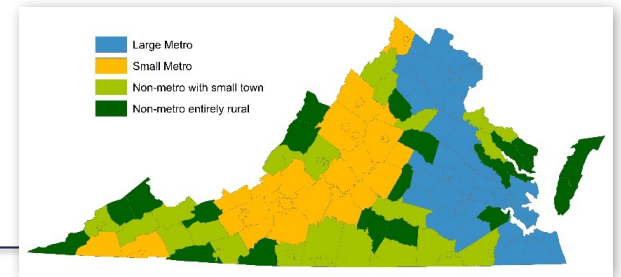 Large Metro
Small Metro
Non-metro with small town
Non-metro entirely rural